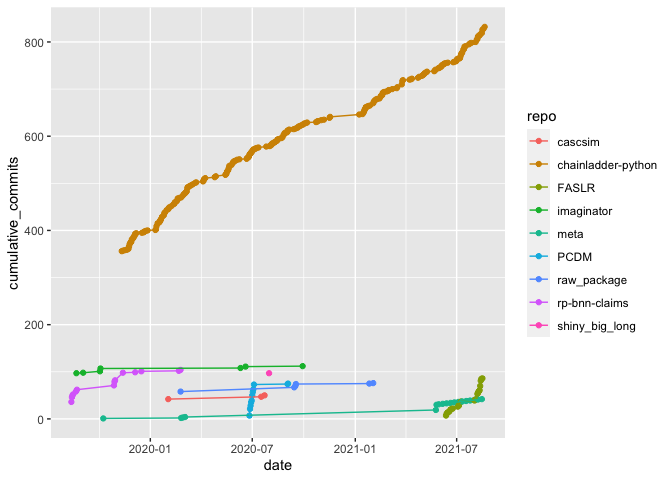 cumulative_commits
800
600
400
200
0
2020-01
2020-07
2021-01
2021-07
date
repo
cascsim
chainladder-python
FASLR
imaginator
meta
PCDM
raw_package
rp-bnn-claims
shiny_big_long